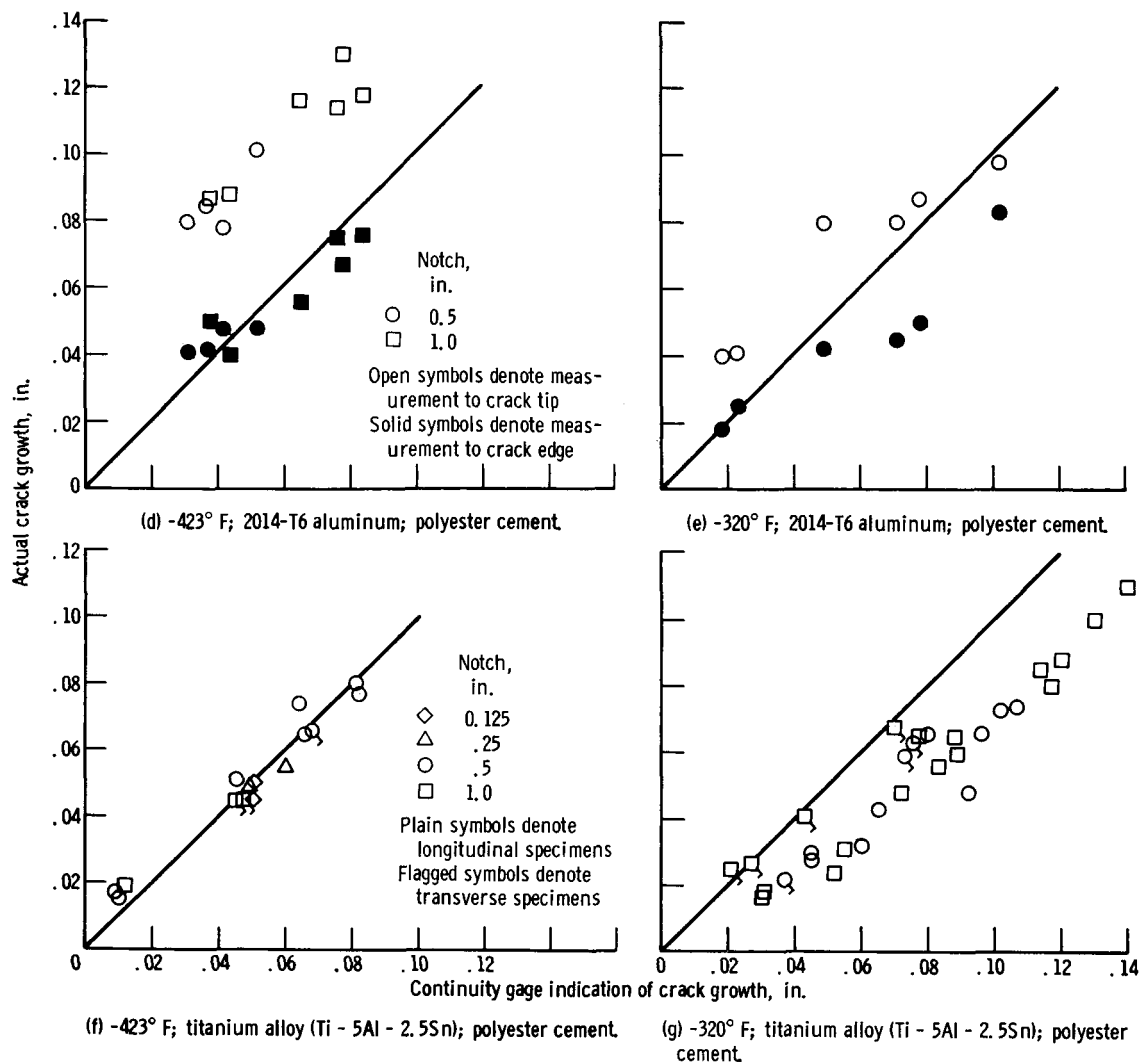 .14
.12
.10
.08
.06
.04
.02
0
Notch,
in.
0.5
1.0
Open symbols denote meas-
urement to crack tip
Solid symbols denote meas-
urement to crack edge
(d) -423° F; 2014-T6 aluminum; polyester cement.
(e) -320° F; 2014-T6 aluminum; polyester cement.
Actual crack growth, in.
.12
.10
.08
.06
.04
.02
0
Notch,
in.
0.125
.25
.5
1.0
Plain symbols denote
longitudinal specimens
Flagged symbols denote
transverse specimens
0 .02 .04 .06 .08 .10 .12
0 .02 .04 .06 .08 .10 .12 .14
Continuity gage indication of crack growth, in.
(f) -423° F; titanium alloy (Ti - 5Al - 2.5Sn); polyester cement.
(g) -320° F; titanium alloy (Ti - 5Al - 2.5Sn); polyester
cement.